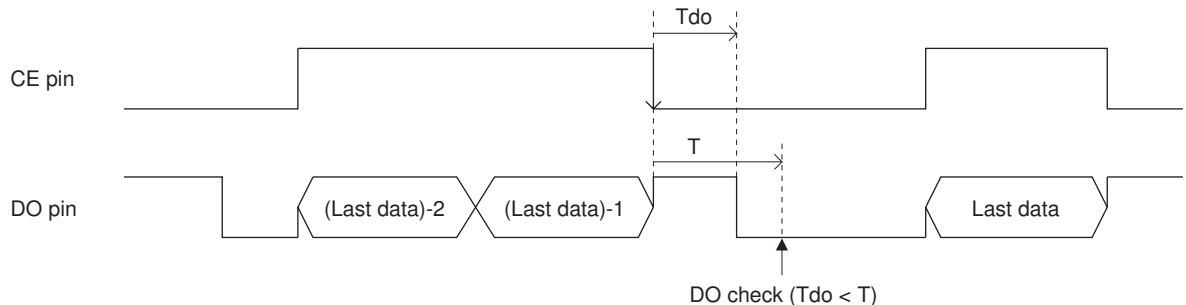 Tdo
CE pin
T
DO pin
(Last data)-2
(Last data)-1
Last data
DO check (Tdo < T)